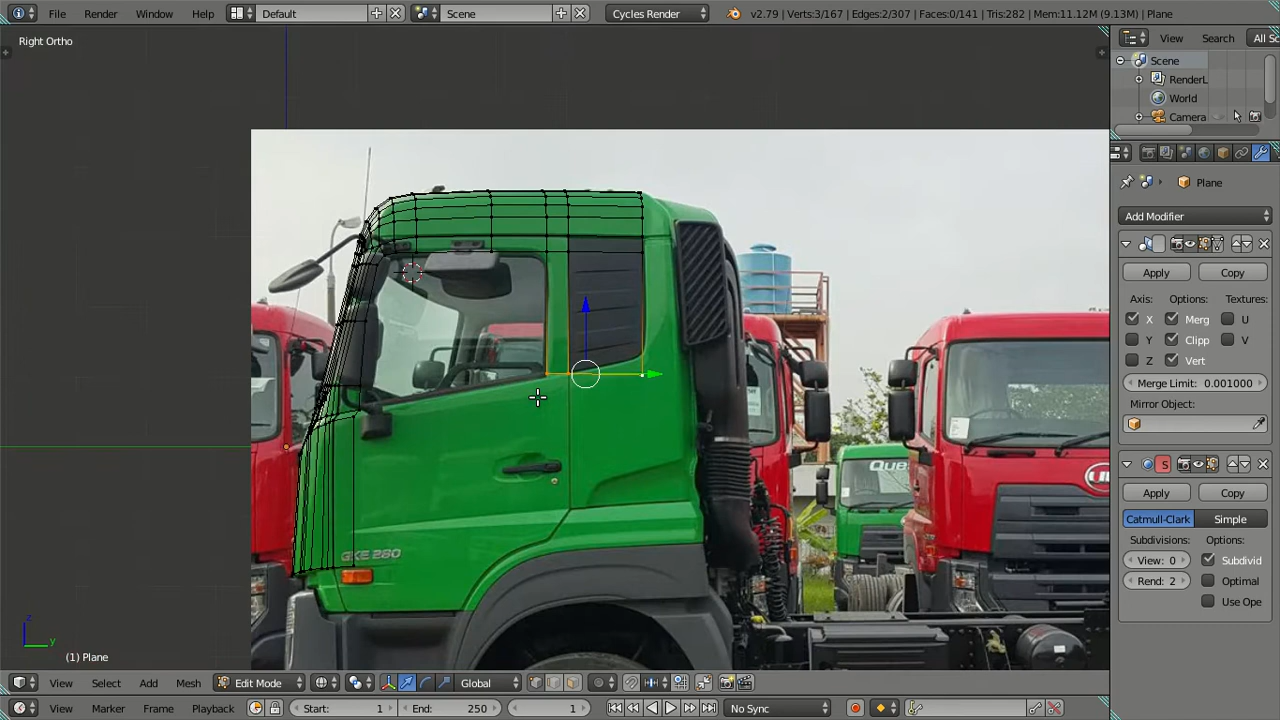 File Render Window Help Default Scene Cycles Render v2.79 | Verts:3/167 | Edges:2/307 | Faces:0/141 | Tris:282 | Mem:11.12M (9.13M) | Plane
Right Ortho
View Search All Sc
Scene
RenderL
World
Camera
Plane
Add Modifier
Apply Copy
Axis: Options: Textures:
X Merg U
Y Clipp V
Z Vert
Merge Limit: 0.001000
Mirror Object:
S
Apply Copy
Catmull-Clark Simple
Subdivisions: Options:
View: 0 Subdivid
Rend: 2 Optimal
Use Ope
Que
GKE 280
z
y
(1) Plane
View Select Add Mesh Edit Mode Global
View Marker Frame Playback Start: 1 End: 250 1 No Sync